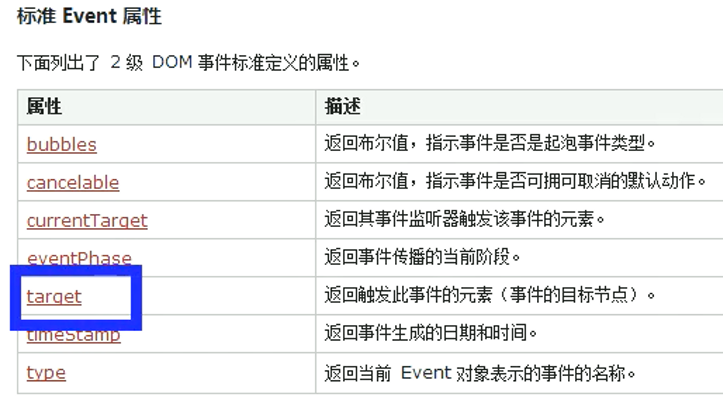 标准 Event 属性
下面列出了 2 级 DOM 事件标准定义的属性。
属性 描述
bubbles 返回布尔值，指示事件是否是起泡事件类型。
cancelable 返回布尔值，指示事件是否可拥可取消的默认动作。
currentTarget 返回其事件监听器触发该事件的元素。
eventPhase 返回事件传播的当前阶段。
target 返回触发此事件的元素（事件的目标节点）。
timeStamp 返回事件生成的日期和时间。
type 返回当前 Event 对象表示的事件的名称。